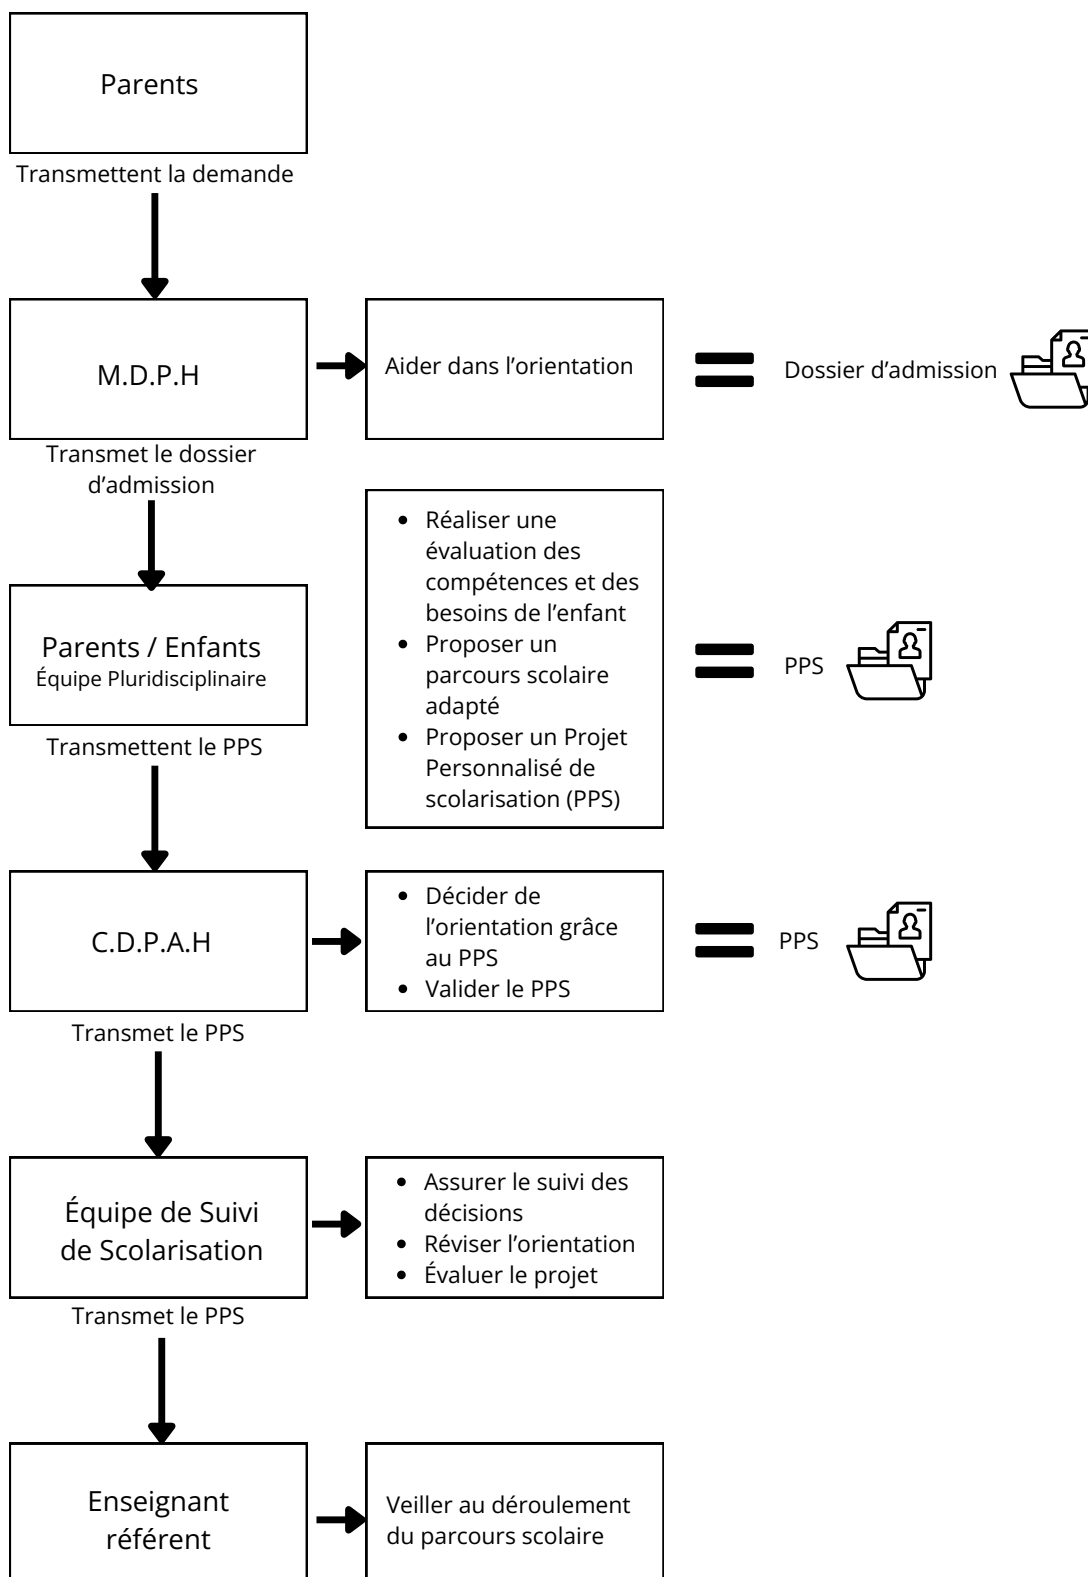 Parents
Transmettent la demande
M.D.P.H
Aider dans l’orientation
Dossier d’admission
Transmet le dossier
d’admission
Parents / Enfants
Équipe Pluridisciplinaire
• Réaliser une
évaluation des
compétences et des
besoins de l’enfant
• Proposer un
parcours scolaire
adapté
• Proposer un Projet
Personnalisé de
scolarisation (PPS)
PPS
Transmettent le PPS
C.D.P.A.H
• Décider de
l’orientation grâce
au PPS
• Valider le PPS
PPS
Transmet le PPS
Équipe de Suivi
de Scolarisation
• Assurer le suivi des
décisions
• Réviser l’orientation
• Évaluer le projet
Transmet le PPS
Enseignant
référent
Veiller au déroulement
du parcours scolaire